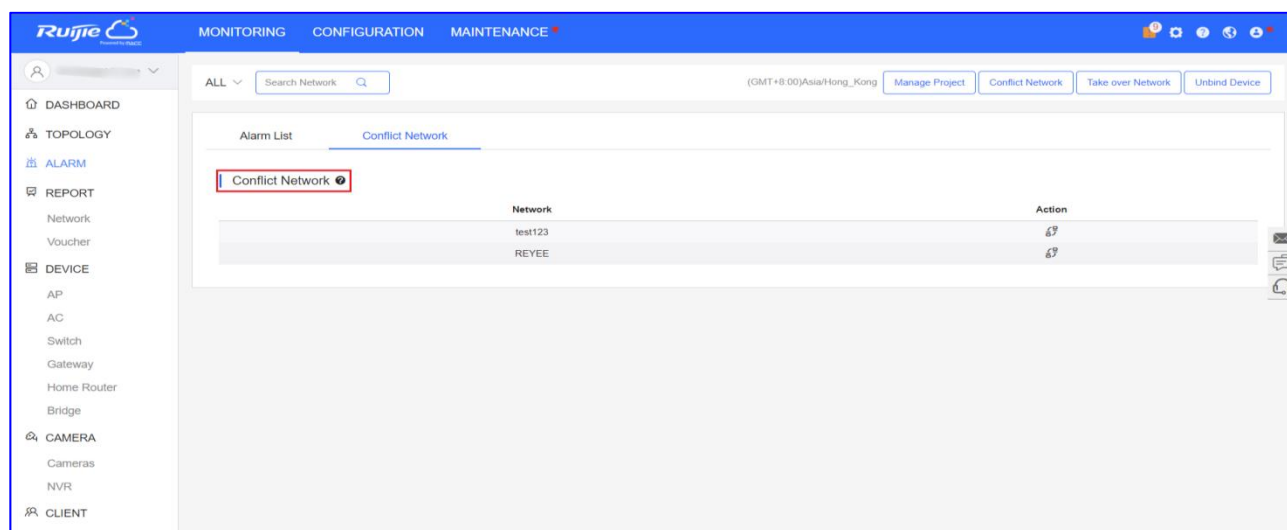 Ruijie
MONITORING CONFIGURATION MAINTENANCE
ALL Search Network (GMT+8:00)Asia/Hong_Kong Manage Project Conflict Network Take over Network Unbind Device
DASHBOARD
TOPOLOGY
ALARM
REPORT
Network
Voucher
DEVICE
AP
AC
Switch
Gateway
Home Router
Bridge
CAMERA
Cameras
NVR
CLIENT
Alarm List Conflict Network
Conflict Network
Network Action
test123
REYEE